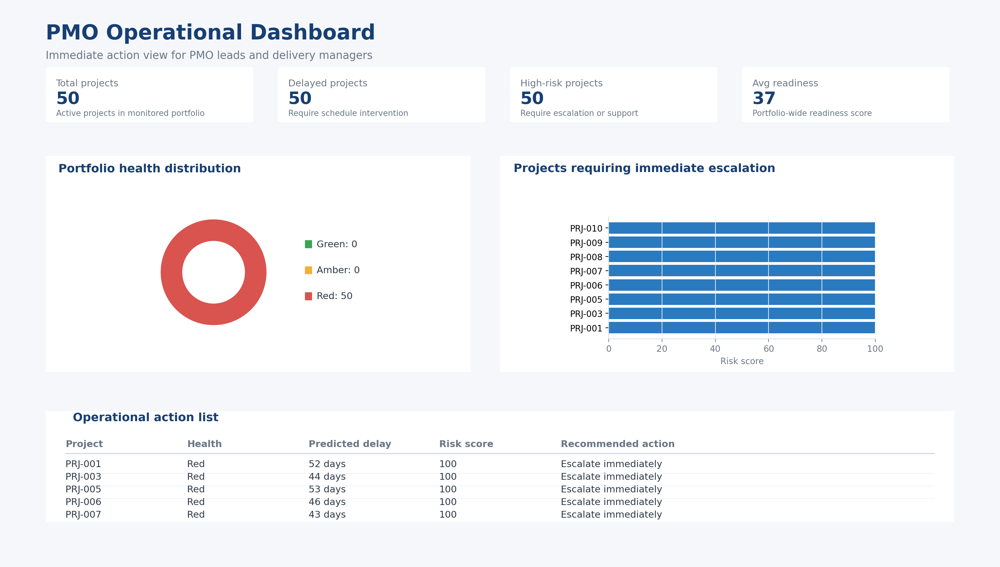 PMO Operational Dashboard
Immediate action view for PMO leads and delivery managers
Total projects
50
Active projects in monitored portfolio
Delayed projects
50
Require schedule intervention
High-risk projects
50
Require escalation or support
Avg readiness
37
Portfolio-wide readiness score
Portfolio health distribution
Green: 0
Amber: 0
Red: 50
Projects requiring immediate escalation
PRJ-010
PRJ-009
PRJ-008
PRJ-007
PRJ-006
PRJ-005
PRJ-003
PRJ-001
0 20 40 60 80 100
Risk score
Operational action list
Project Health Predicted delay Risk score Recommended action
PRJ-001 Red 52 days 100 Escalate immediately
PRJ-003 Red 44 days 100 Escalate immediately
PRJ-005 Red 53 days 100 Escalate immediately
PRJ-006 Red 46 days 100 Escalate immediately
PRJ-007 Red 43 days 100 Escalate immediately